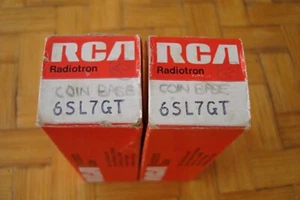 RCA
Radiotron
COIN BASE
6SL7GT
RCA
Radiotron
COIN BASE
6SL7GT